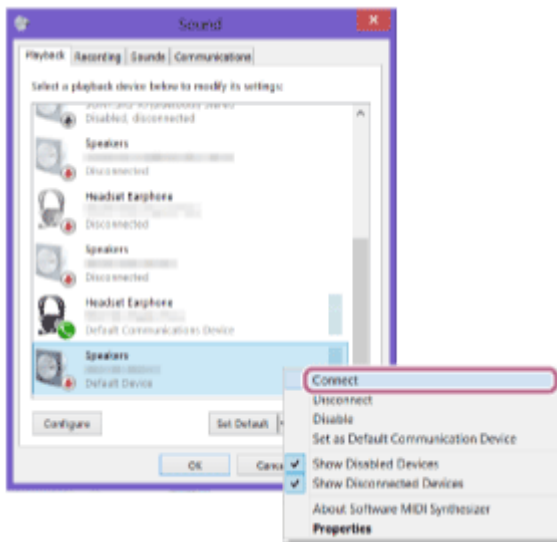 Sound
Playback Recording Sounds Communications
Select a playback device below to modify its settings:
Disabled, disconnected
Speakers
Disconnected
Headset Earphone
Disconnected
Speakers
Disconnected
Headset Earphone
Default Communications Device
Speakers
Default Device
Configure Set Default
OK Cance
Connect
Disconnect
Disable
Set as Default Communication Device
Show Disabled Devices
Show Disconnected Devices
About Software MIDI Synthesizer
Properties